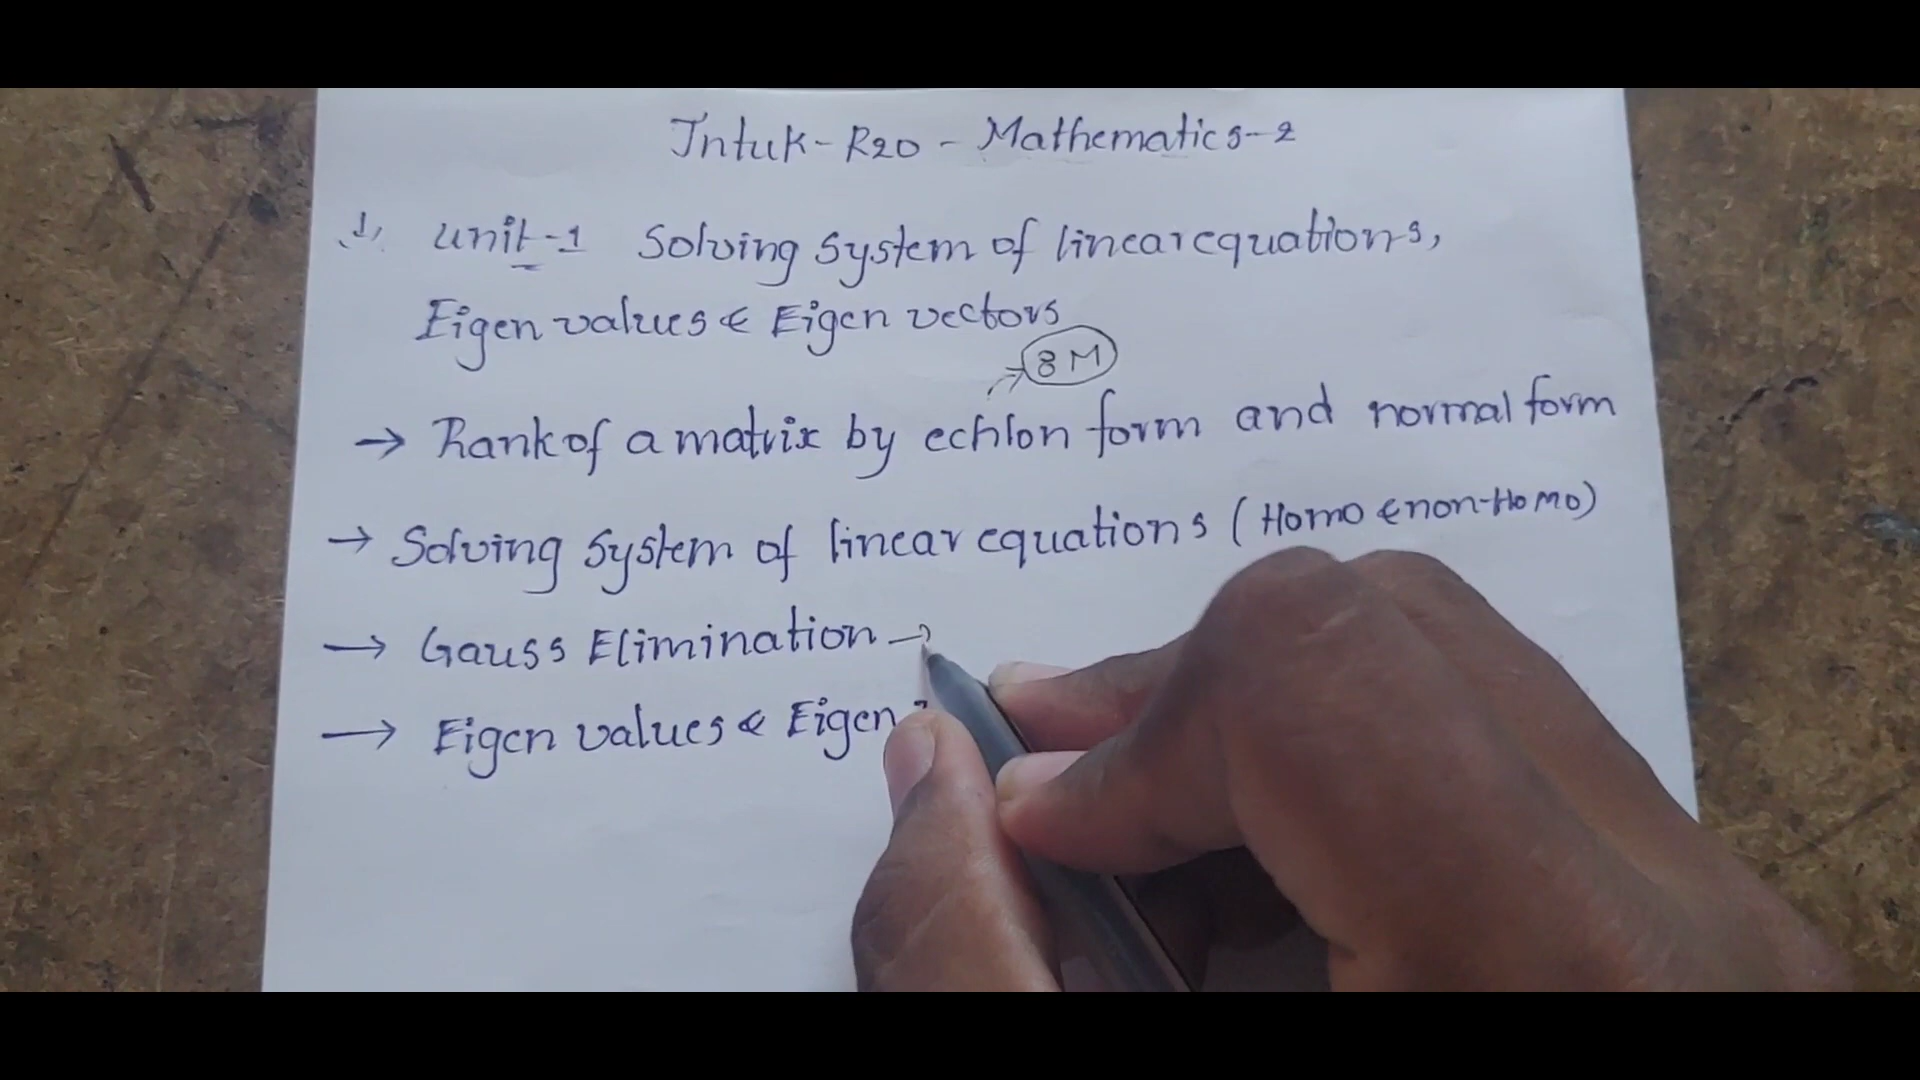 Jntuk - R20 - Mathematics-2
1, unit-1 Solving system of linear equations,
Eigen values & Eigen vectors
→ 8M
→ Rank of a matrix by echlon form and normal form
→ Solving system of linear equations (Homo & non-Homo)
→ Gauss Elimination →
→ Eigen values & Eigen